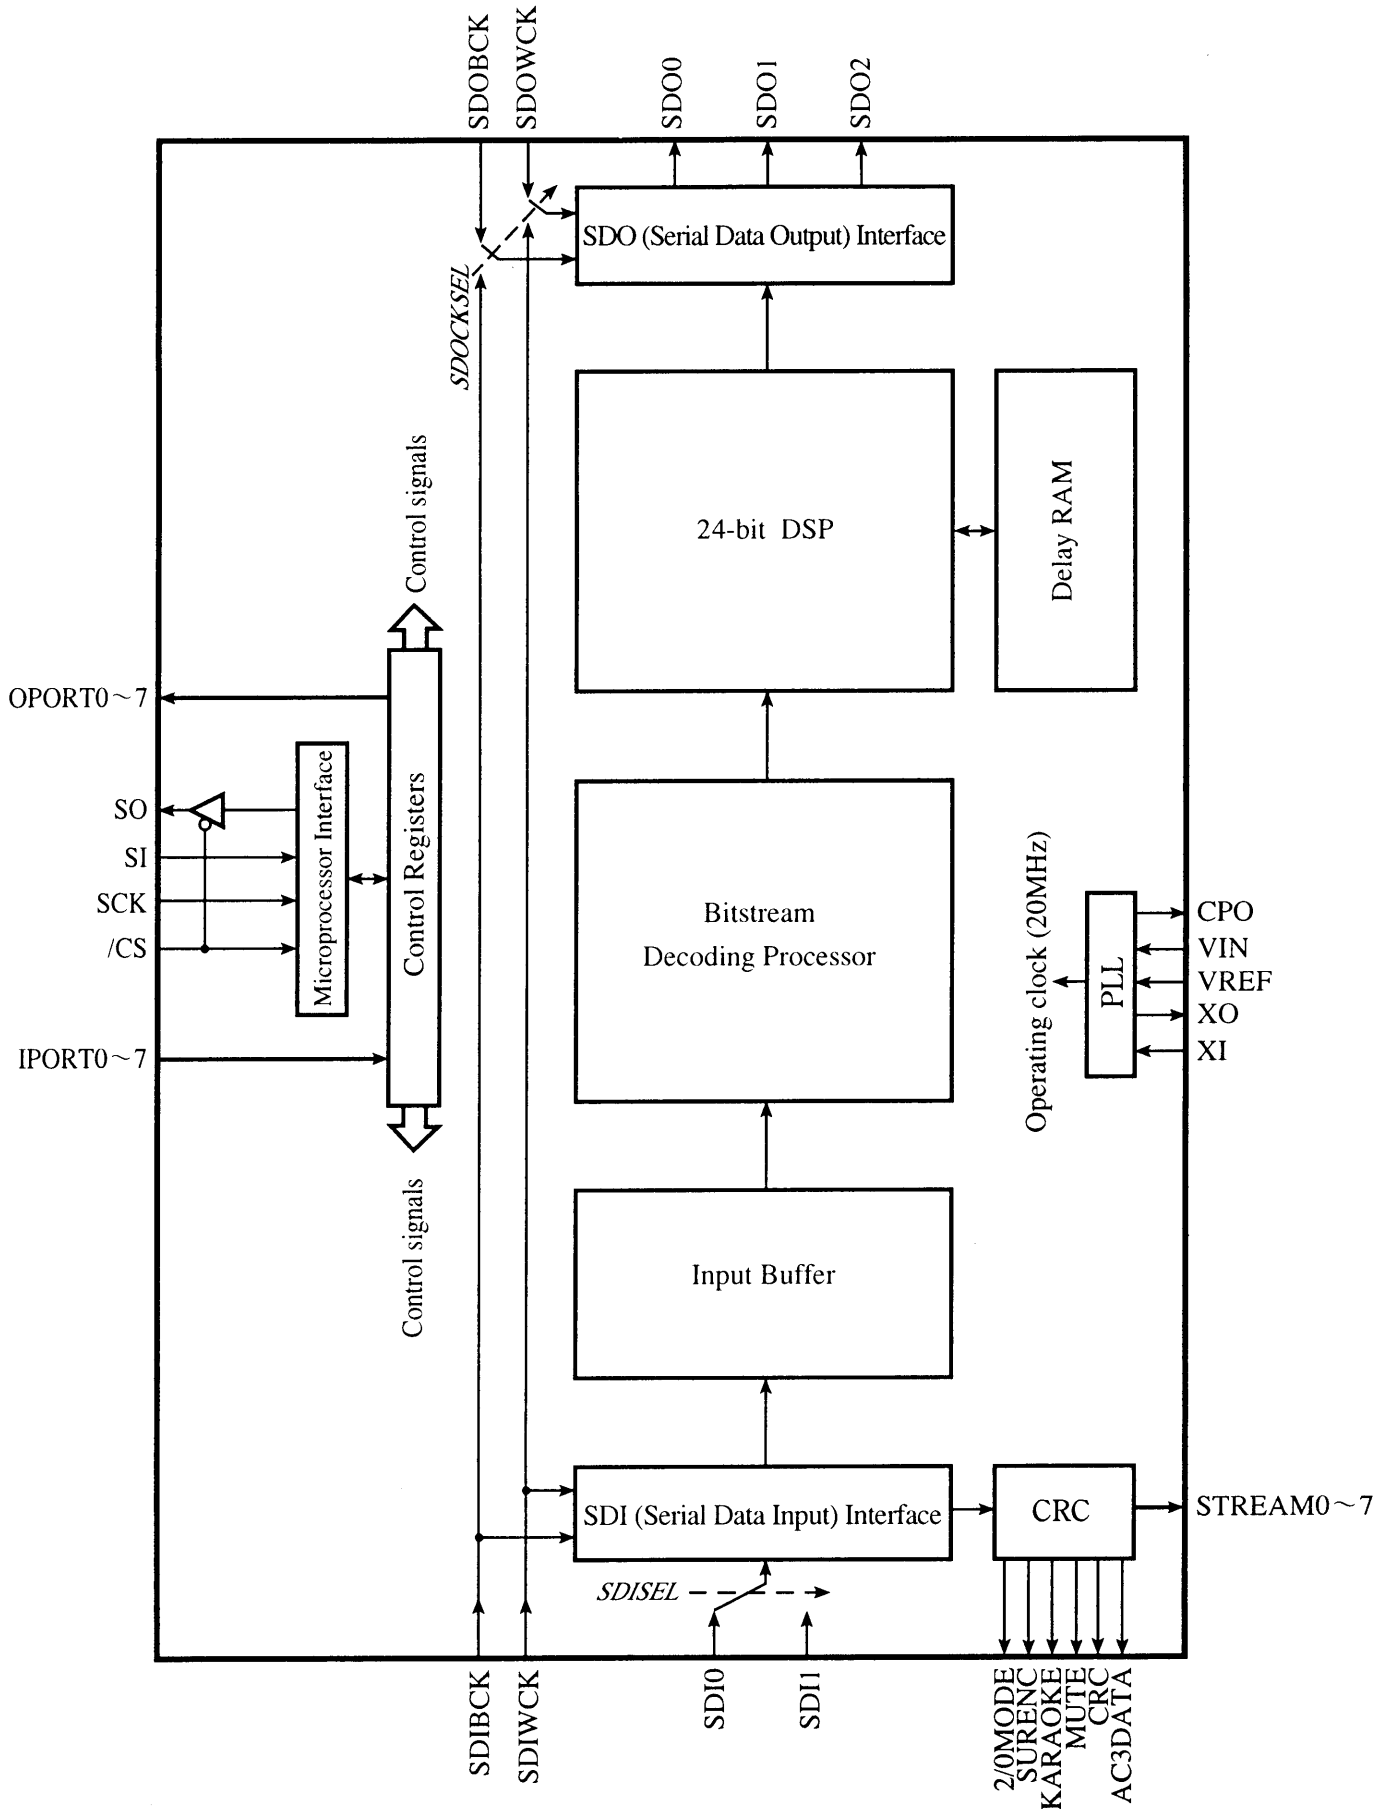 SDOBCK
SDOWCK
SDO0
SDO1
SDO2
SDO (Serial Data Output) Interface
SDOCKSEL
Control signals
24-bit DSP
Delay RAM
OPORT0~7
SO
SI
SCK
/CS
IPORT0~7
Microprocessor Interface
Control Registers
Bitstream
Decoding Processor
Operating clock (20MHz)
PLL
CPO
VIN
VREF
XO
XI
Control signals
Input Buffer
SDI (Serial Data Input) Interface
CRC
STREAM0~7
SDISEL
SDIBCK
SDIWCK
SDI0
SDI1
2/0MODE
SURENC
KARAOKE
MUTE
CRC
AC3DATA